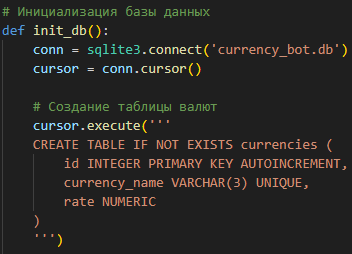 # Инициализация базы данных
def init_db():
    conn = sqlite3.connect('currency_bot.db')
    cursor = conn.cursor()

    # Создание таблицы валют
    cursor.execute('''
    CREATE TABLE IF NOT EXISTS currencies (
        id INTEGER PRIMARY KEY AUTOINCREMENT,
        currency_name VARCHAR(3) UNIQUE,
        rate NUMERIC
    )
    ''')